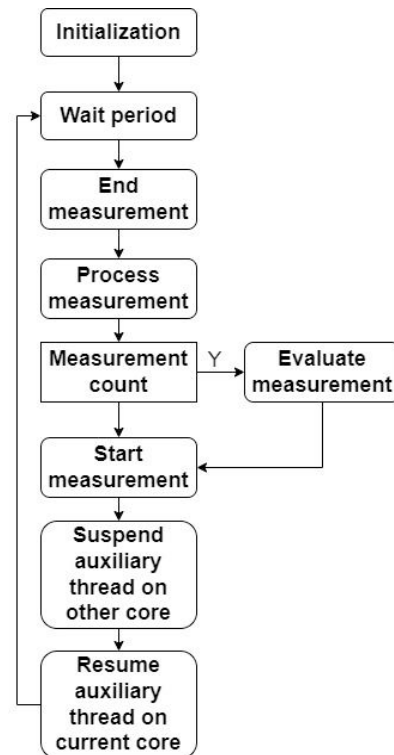 Initialization
Wait period
End
measurement
Process
measurement
Measurement
count
Y
Evaluate
measurement
Start
measurement
Suspend
auxiliary
thread on
other core
Resume
auxiliary
thread on
current core